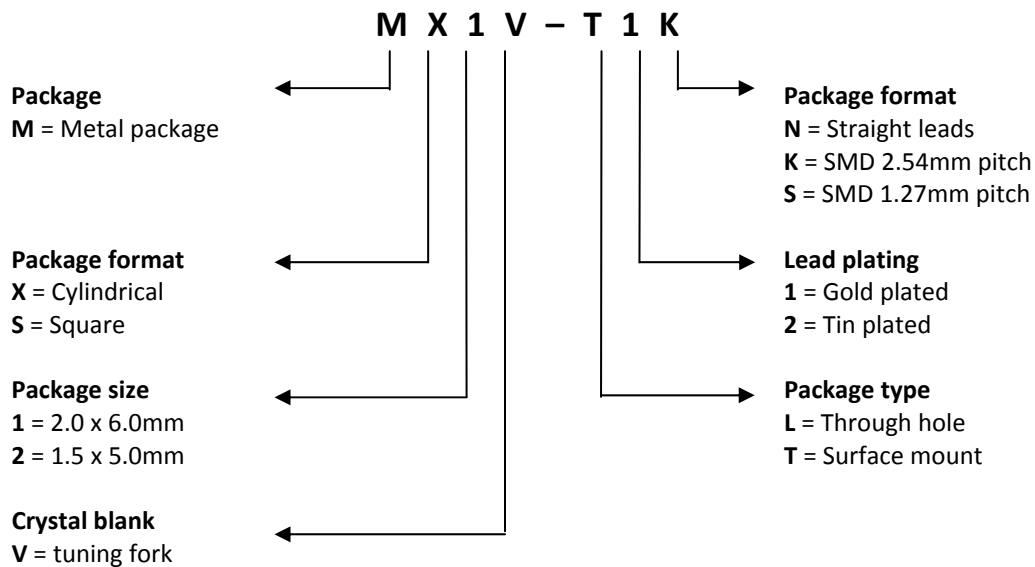 M X 1 V – T 1 K
Package
M = Metal package
Package format
X = Cylindrical
S = Square
Package size
1 = 2.0 x 6.0mm
2 = 1.5 x 5.0mm
Crystal blank
V = tuning fork
Package format
N = Straight leads
K = SMD 2.54mm pitch
S = SMD 1.27mm pitch
Lead plating
1 = Gold plated
2 = Tin plated
Package type
L = Through hole
T = Surface mount